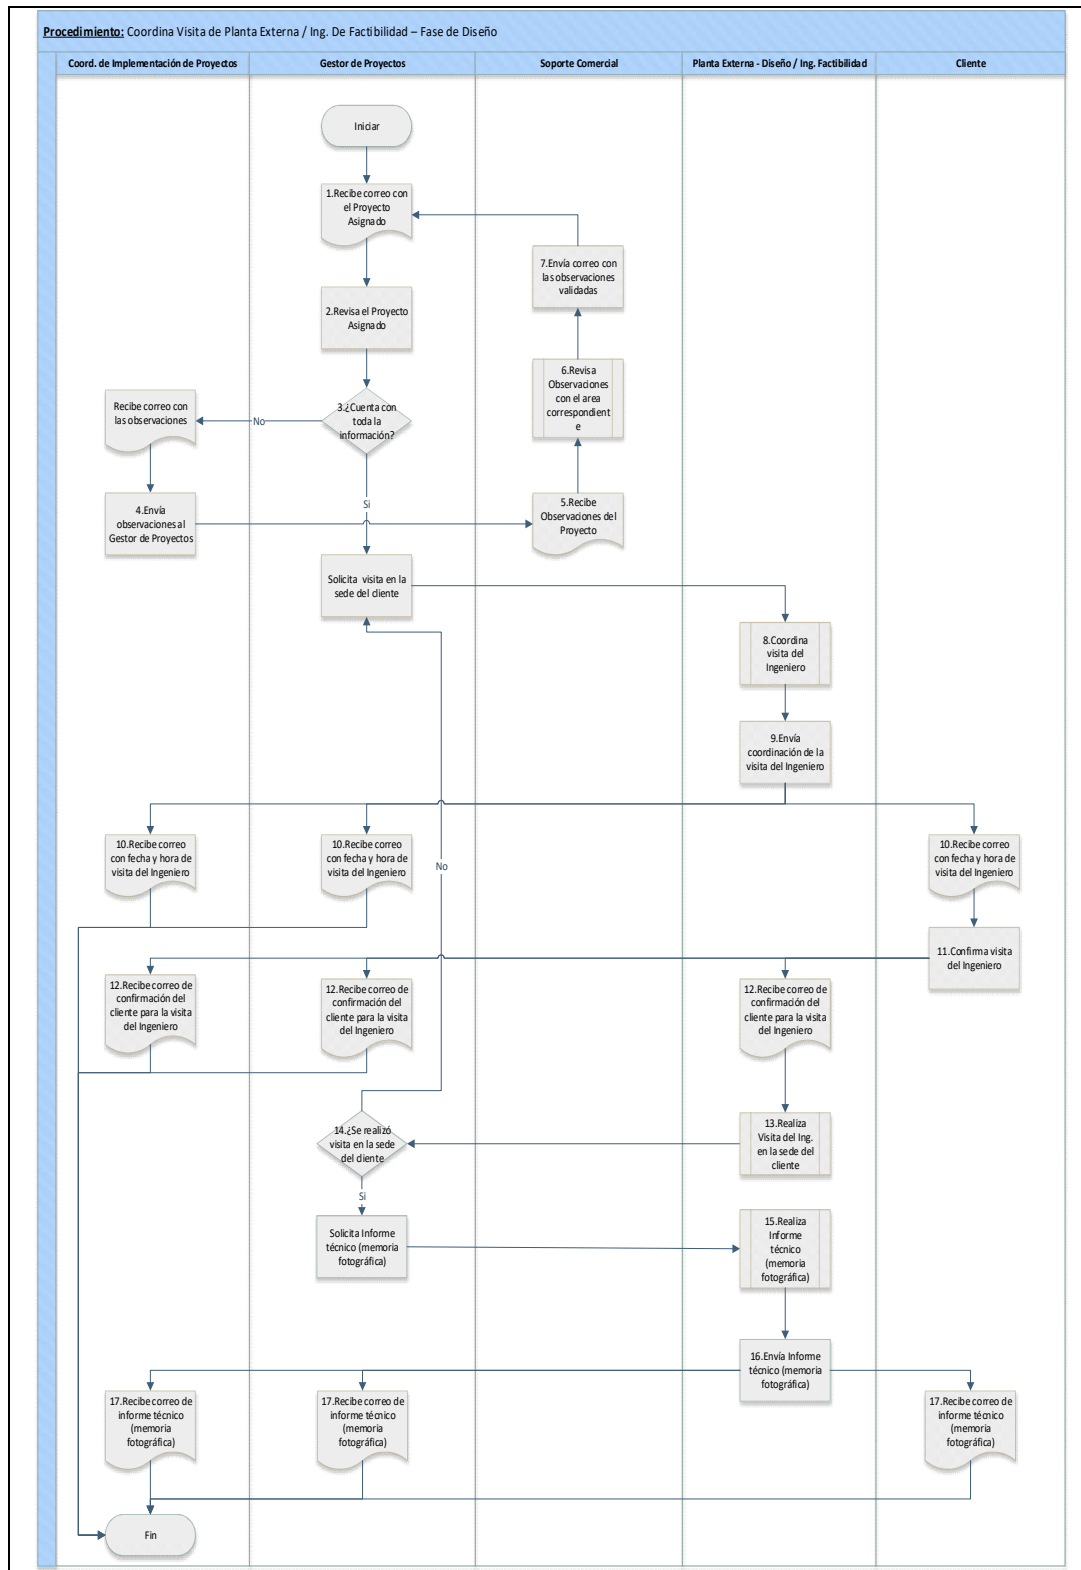 Procedimiento: Coordina Visita de Planta Externa / Ing. De Factibilidad – Fase de Diseño
Coord. de Implementación de Proyectos
Gestor de Proyectos
Soporte Comercial
Planta Externa - Diseño / Ing. Factibilidad
Cliente
Iniciar
1.Recibe correo con
el Proyecto
Asignado
7.Envía correo con
las observaciones
validadas
2.Revisa el Proyecto
Asignado
6.Revisa
Observaciones
con el area
correspondient
e
Recibe correo con
las observaciones
No
3.¿Cuenta con
toda la
información?
Si
4.Envía
observaciones al
Gestor de Proyectos
5.Recibe
Observaciones del
Proyecto
Solicita visita en la
sede del cliente
8.Coordina
visita del
Ingeniero
9.Envía
coordinación de la
visita del Ingeniero
10.Recibe correo
con fecha y hora de
visita del Ingeniero
10.Recibe correo
con fecha y hora de
visita del Ingeniero
No
10.Recibe correo
con fecha y hora de
visita del Ingeniero
11.Confirma visita
del Ingeniero
12.Recibe correo de
confirmación del
cliente para la visita
del Ingeniero
12.Recibe correo de
confirmación del
cliente para la visita
del Ingeniero
12.Recibe correo de
confirmación del
cliente para la visita
del Ingeniero
14.¿Se realizó
visita en la sede
del cliente
13.Realiza
Visita del Ing.
en la sede del
cliente
Si
Solicita Informe
técnico (memoria
fotográfica)
15.Realiza
Informe
técnico
(memoria
fotográfica)
16.Envía Informe
técnico (memoria
fotográfica)
17.Recibe correo de
informe técnico
(memoria
fotográfica)
17.Recibe correo de
informe técnico
(memoria
fotográfica)
17.Recibe correo de
informe técnico
(memoria
fotográfica)
Fin